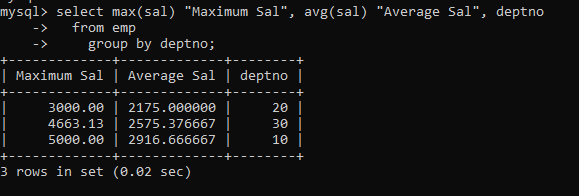 mysql> select max(sal) "Maximum Sal", avg(sal) "Average Sal", deptno
    ->   from emp
    ->     group by deptno;
+-------------+-------------+--------+
| Maximum Sal | Average Sal | deptno |
+-------------+-------------+--------+
|     3000.00 | 2175.000000 |     20 |
|     4663.13 | 2575.376667 |     30 |
|     5000.00 | 2916.666667 |     10 |
+-------------+-------------+--------+
3 rows in set (0.02 sec)